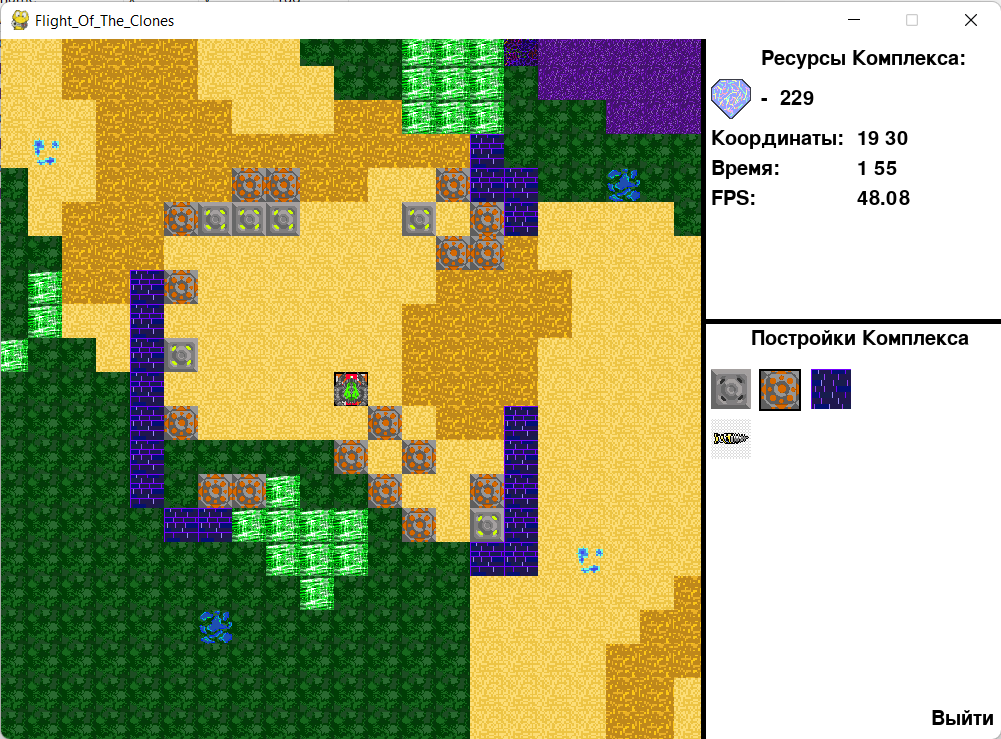 Flight_Of_The_Clones
Ресурсы Комплекса:
- 229
Координаты: 19 30
Время: 1 55
FPS: 48.08
Постройки Комплекса
Выйти